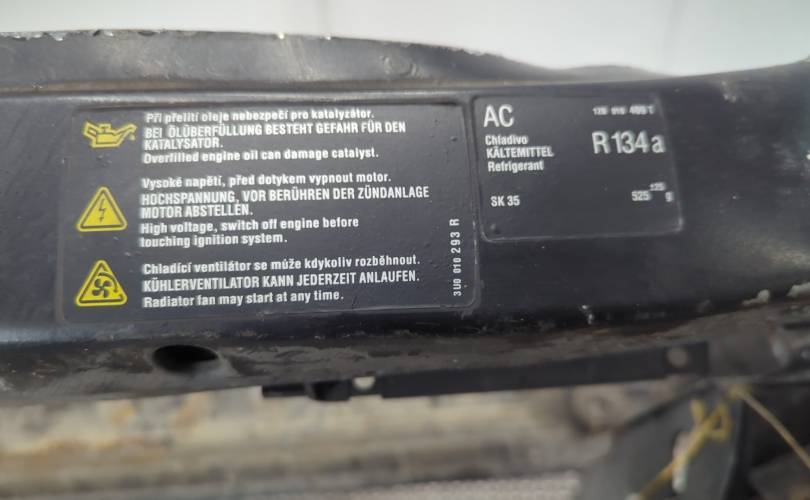 Při přelití oleje nebezpečí pro katalyzátor.
BEI ÖLÜBERFÜLLUNG BESTEHT GEFAHR FÜR DEN
KATALYSATOR.
Overfilled engine oil can damage catalyst.
Vysoké napětí, před dotykem vypnout motor.
HOCHSPANNUNG, VOR BERÜHREN DER ZÜNDANLAGE
MOTOR ABSTELLEN.
High voltage, switch off engine before
touching ignition system.
Chladící ventilátor se může kdykoliv rozběhnout.
KÜHLERVENTILATOR KANN JEDERZEIT ANLAUFEN.
Radiator fan may start at any time.
3U0 010 293 R
AC
Chladivo
KÄLTEMITTEL
Refrigerant
R 134 a
SK 35
525 g